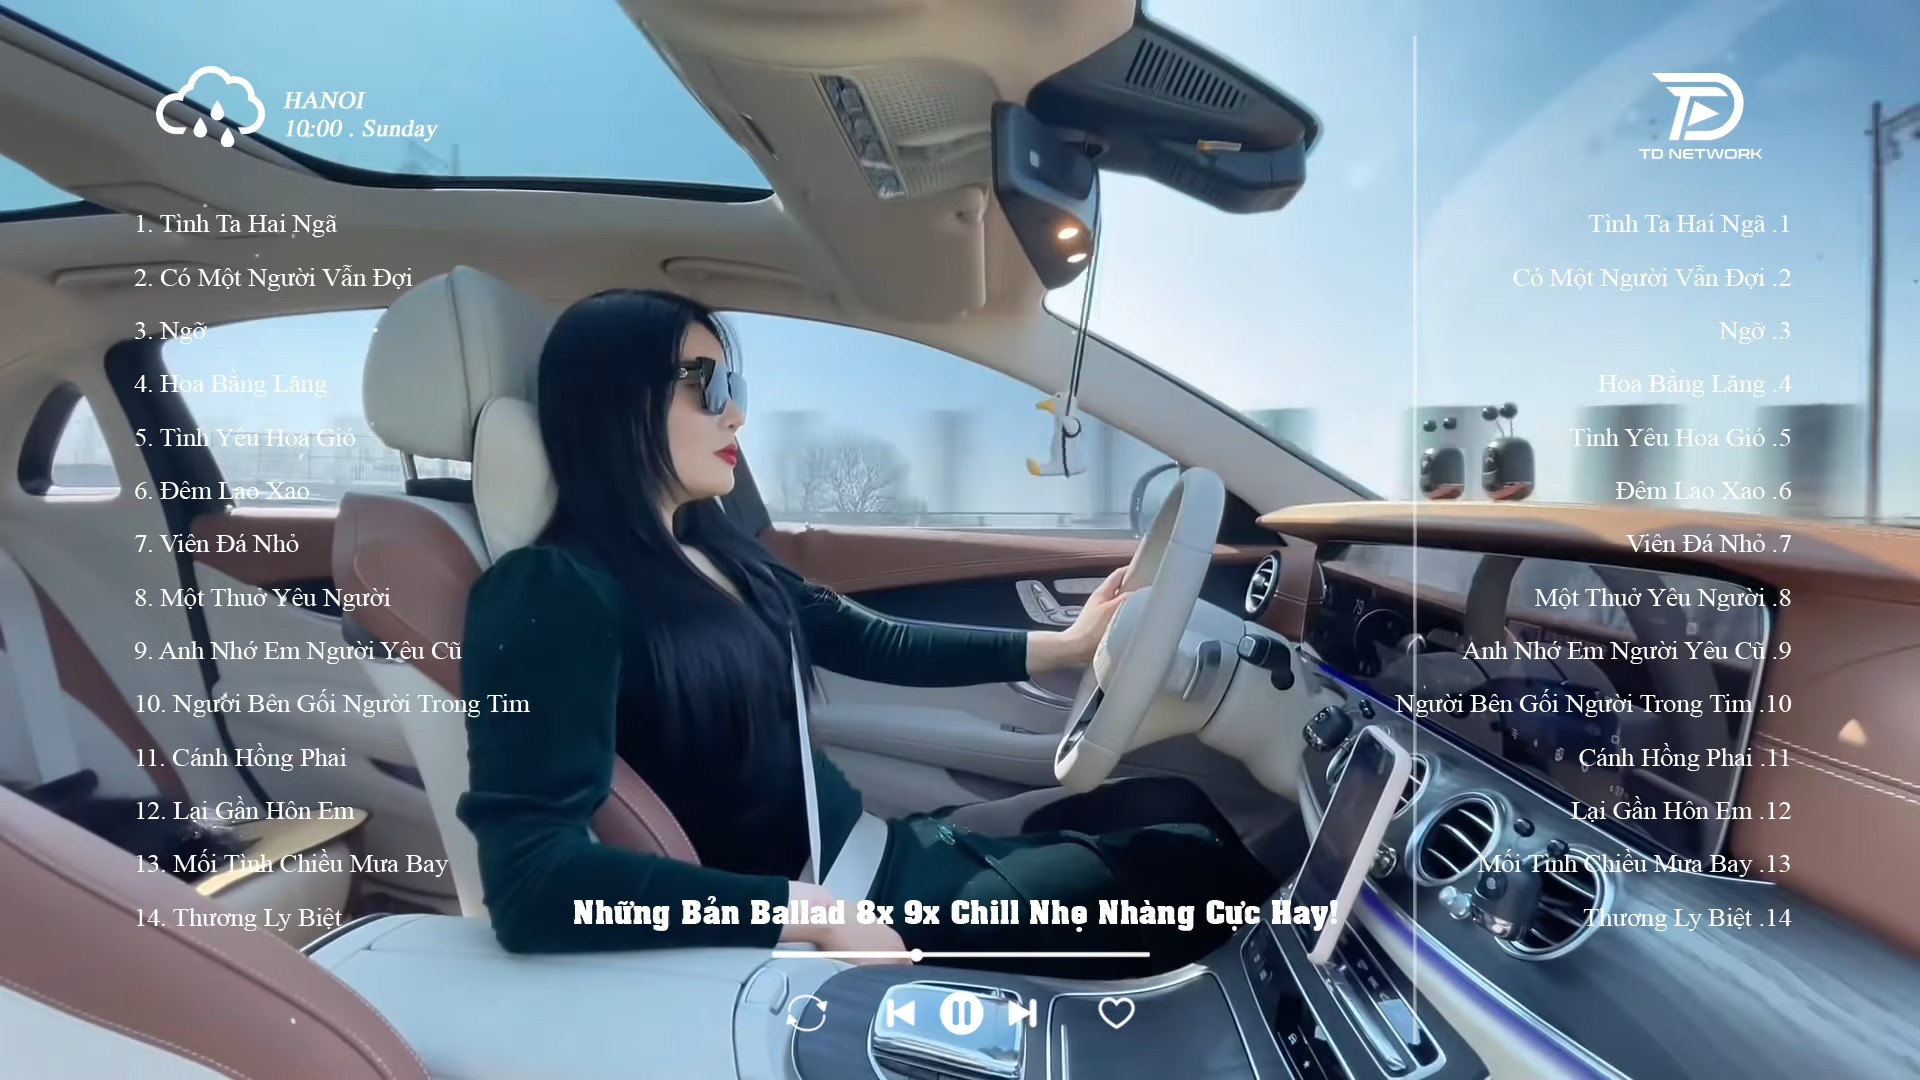 HANOI
10:00 . Sunday
TD NETWORK
1. Tình Ta Hai Ngã
2. Có Một Người Vẫn Đợi
3. Ngỡ
4. Hoa Bằng Lăng
5. Tình Yêu Hoa Gió
6. Đêm Lao Xao
7. Viên Đá Nhỏ
8. Một Thuở Yêu Người
9. Anh Nhớ Em Người Yêu Cũ
10. Người Bên Gối Người Trong Tim
11. Cánh Hồng Phai
12. Lại Gần Hôn Em
13. Mối Tình Chiều Mưa Bay
14. Thương Ly Biệt
Tình Ta Hai Ngã .1
Có Một Người Vẫn Đợi .2
Ngỡ .3
Hoa Bằng Lăng .4
Tình Yêu Hoa Gió .5
Đêm Lao Xao .6
Viên Đá Nhỏ .7
Một Thuở Yêu Người .8
Anh Nhớ Em Người Yêu Cũ .9
Người Bên Gối Người Trong Tim .10
Cánh Hồng Phai .11
Lại Gần Hôn Em .12
Mối Tình Chiều Mưa Bay .13
Thương Ly Biệt .14
Những Bản Ballad 8x 9x Chill Nhẹ Nhàng Cực Hay!